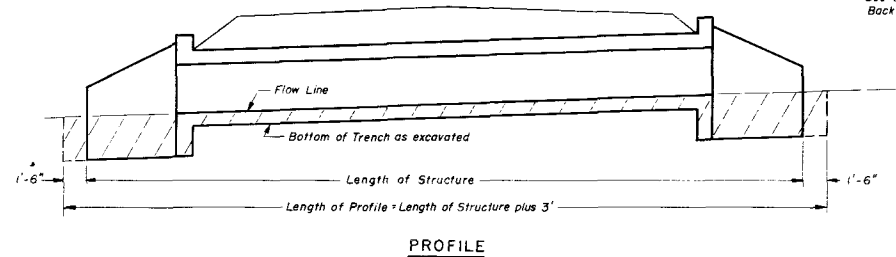 Back
Flow Line
Bottom of Trench as excavated
1'-6"
Length of Structure
1'-6"
Length of Profile = Length of Structure plus 3'
PROFILE